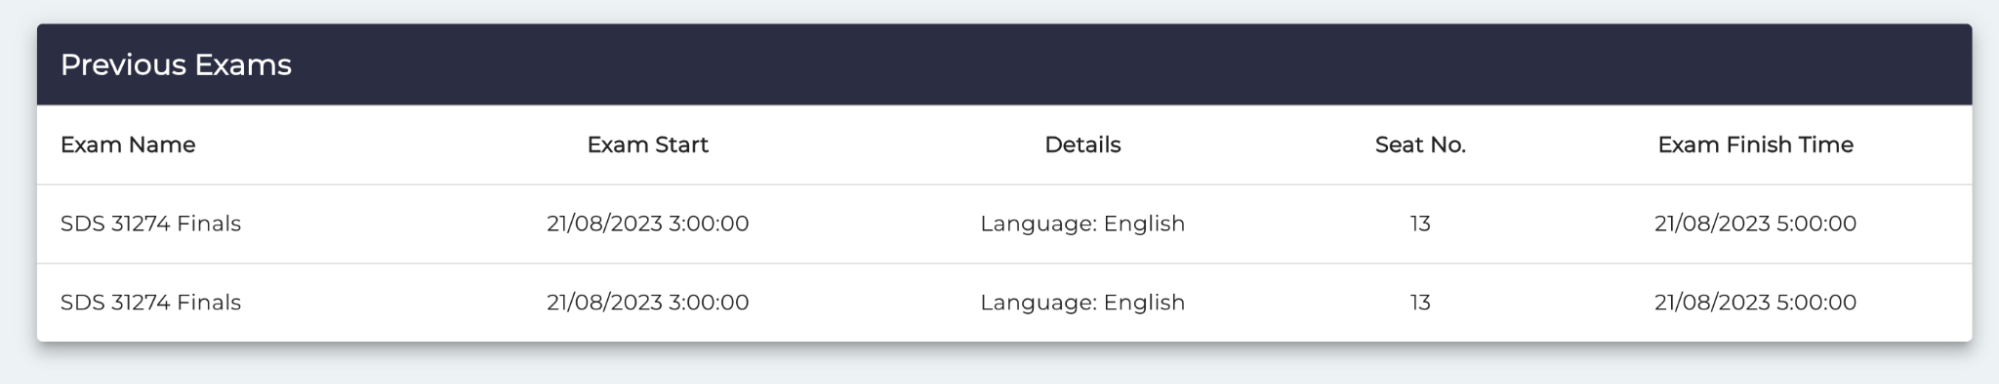 Previous Exams
Exam Name Exam Start Details Seat No. Exam Finish Time
SDS 31274 Finals 21/08/2023 3:00:00 Language: English 13 21/08/2023 5:00:00
SDS 31274 Finals 21/08/2023 3:00:00 Language: English 13 21/08/2023 5:00:00